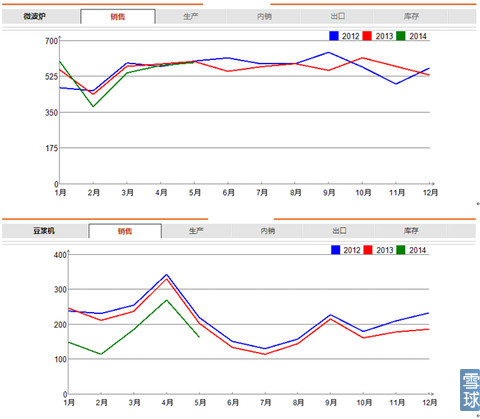 微波炉 销售 生产 内销 出口 库存
2012 2013 2014
700
525
350
175
0
1月 2月 3月 4月 5月 6月 7月 8月 9月 10月 11月 12月
豆浆机 销售 生产 内销 出口 库存
2012 2013 2014
400
300
200
100
0
1月 2月 3月 4月 5月 6月 7月 8月 9月 10月 11月 12月
雪球